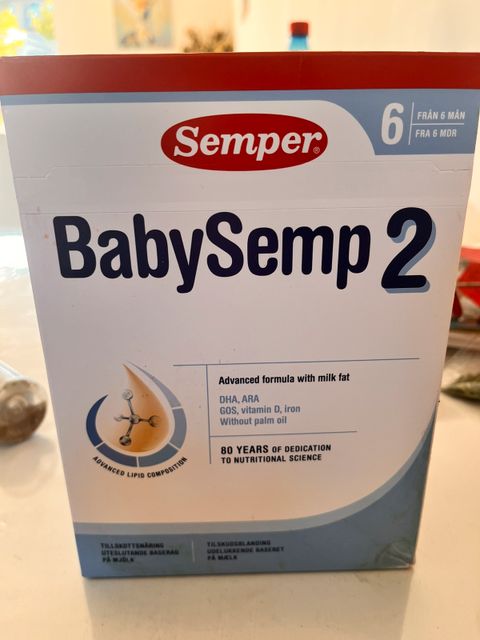 Semper®
6
FRÅN 6 MÅN
FRA 6 MDR
BabySemp 2
Advanced formula with milk fat
DHA, ARA
GOS, vitamin D, iron
Without palm oil
80 YEARS OF DEDICATION
TO NUTRITIONAL SCIENCE
ADVANCED LIPID COMPOSITION
TILLSKOTTSNÄRING
UTESLUTANDE BASERAD
PÅ MJÖLK
TILSKUDSBLANDING
UDELUKKENDE BASERET
PÅ MÆLK